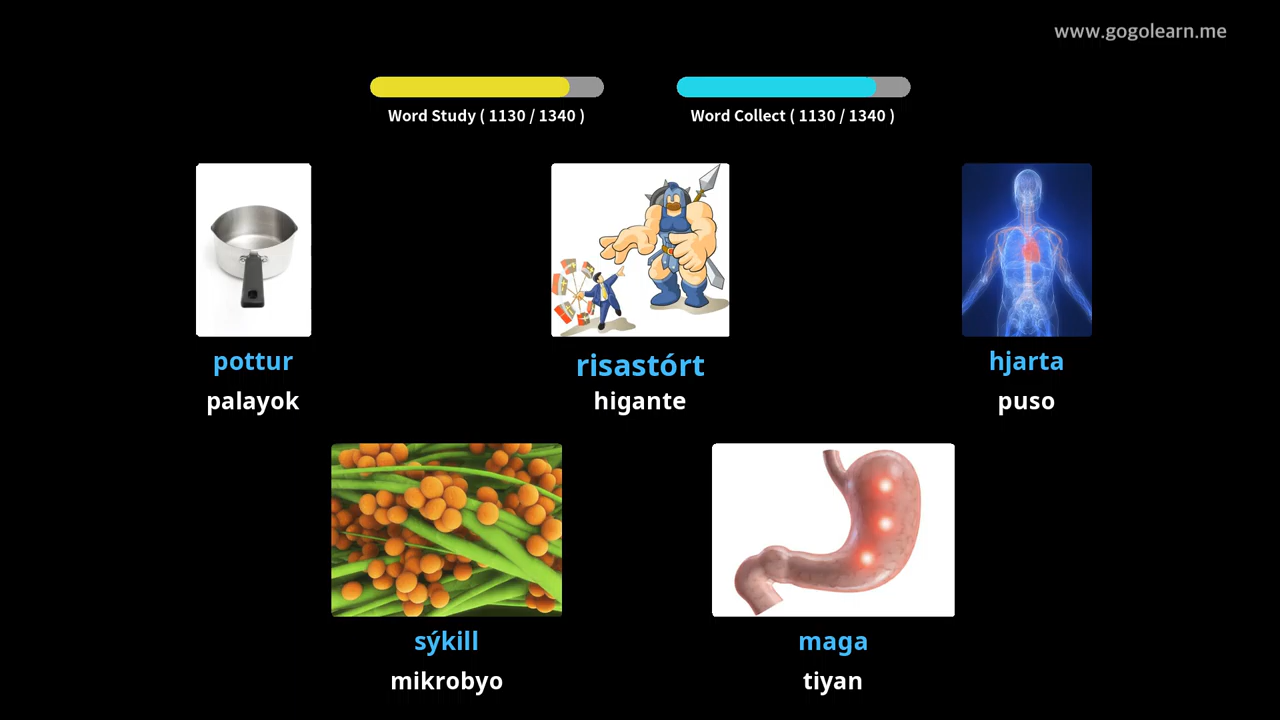 www.gogolearn.me
Word Study ( 1130 / 1340 )
Word Collect ( 1130 / 1340 )
pottur
palayok
risastórt
higante
hjarta
puso
sýkill
mikrobyo
maga
tiyan